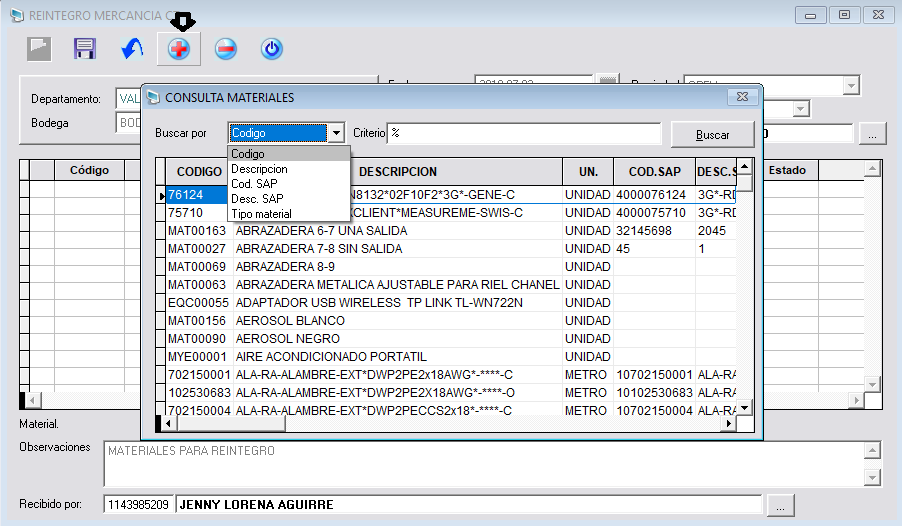 REINTEGRO MERCANCIA C
Departamento: VAL
Bodega BOD
CONSULTA MATERIALES
Buscar por Codigo Criterio % Buscar
Codigo
Descripcion
Cod. SAP
Desc. SAP
Tipo material
Código Estado
CODIGO DESCRIPCION UN. COD.SAP DESC.S
76124 N8132*02F10F2*3G*-GENE-C UNIDAD 4000076124 3G*-RD
75710 XCLIENT*MEASUREME-SWIS-C UNIDAD 4000075710 3G*-RD
MAT00163 ABRAZADERA 6-7 UNA SALIDA UNIDAD 32145698 2045
MAT00027 ABRAZADERA 7-8 SIN SALIDA UNIDAD 45 1
MAT00069 ABRAZADERA 8-9 UNIDAD
MAT00063 ABRAZADERA METALICA AJUSTABLE PARA RIEL CHANEL UNIDAD
EQC00055 ADAPTADOR USB WIRELESS TP LINK TL-WN722N UNIDAD
MAT00156 AEROSOL BLANCO UNIDAD
MAT00090 AEROSOL NEGRO UNIDAD
MYE00001 AIRE ACONDICIONADO PORTATIL UNIDAD
702150001 ALA-RA-ALAMBRE-EXT*DWP2PE2x18AWG*-****-C METRO 10702150001 ALA-RA
102530683 ALA-RA-ALAMBRE-EXT*DWP2PE2X18AWG*-****-O METRO 10102530683 ALA-RA
702150004 ALA-RA-ALAMBRE-EXT*DWP2PECCS2x18*-****-C METRO 10702150004 ALA-RA
Material.
Observaciones MATERIALES PARA REINTEGRO
Recibido por: 1143985209 JENNY LORENA AGUIRRE ...